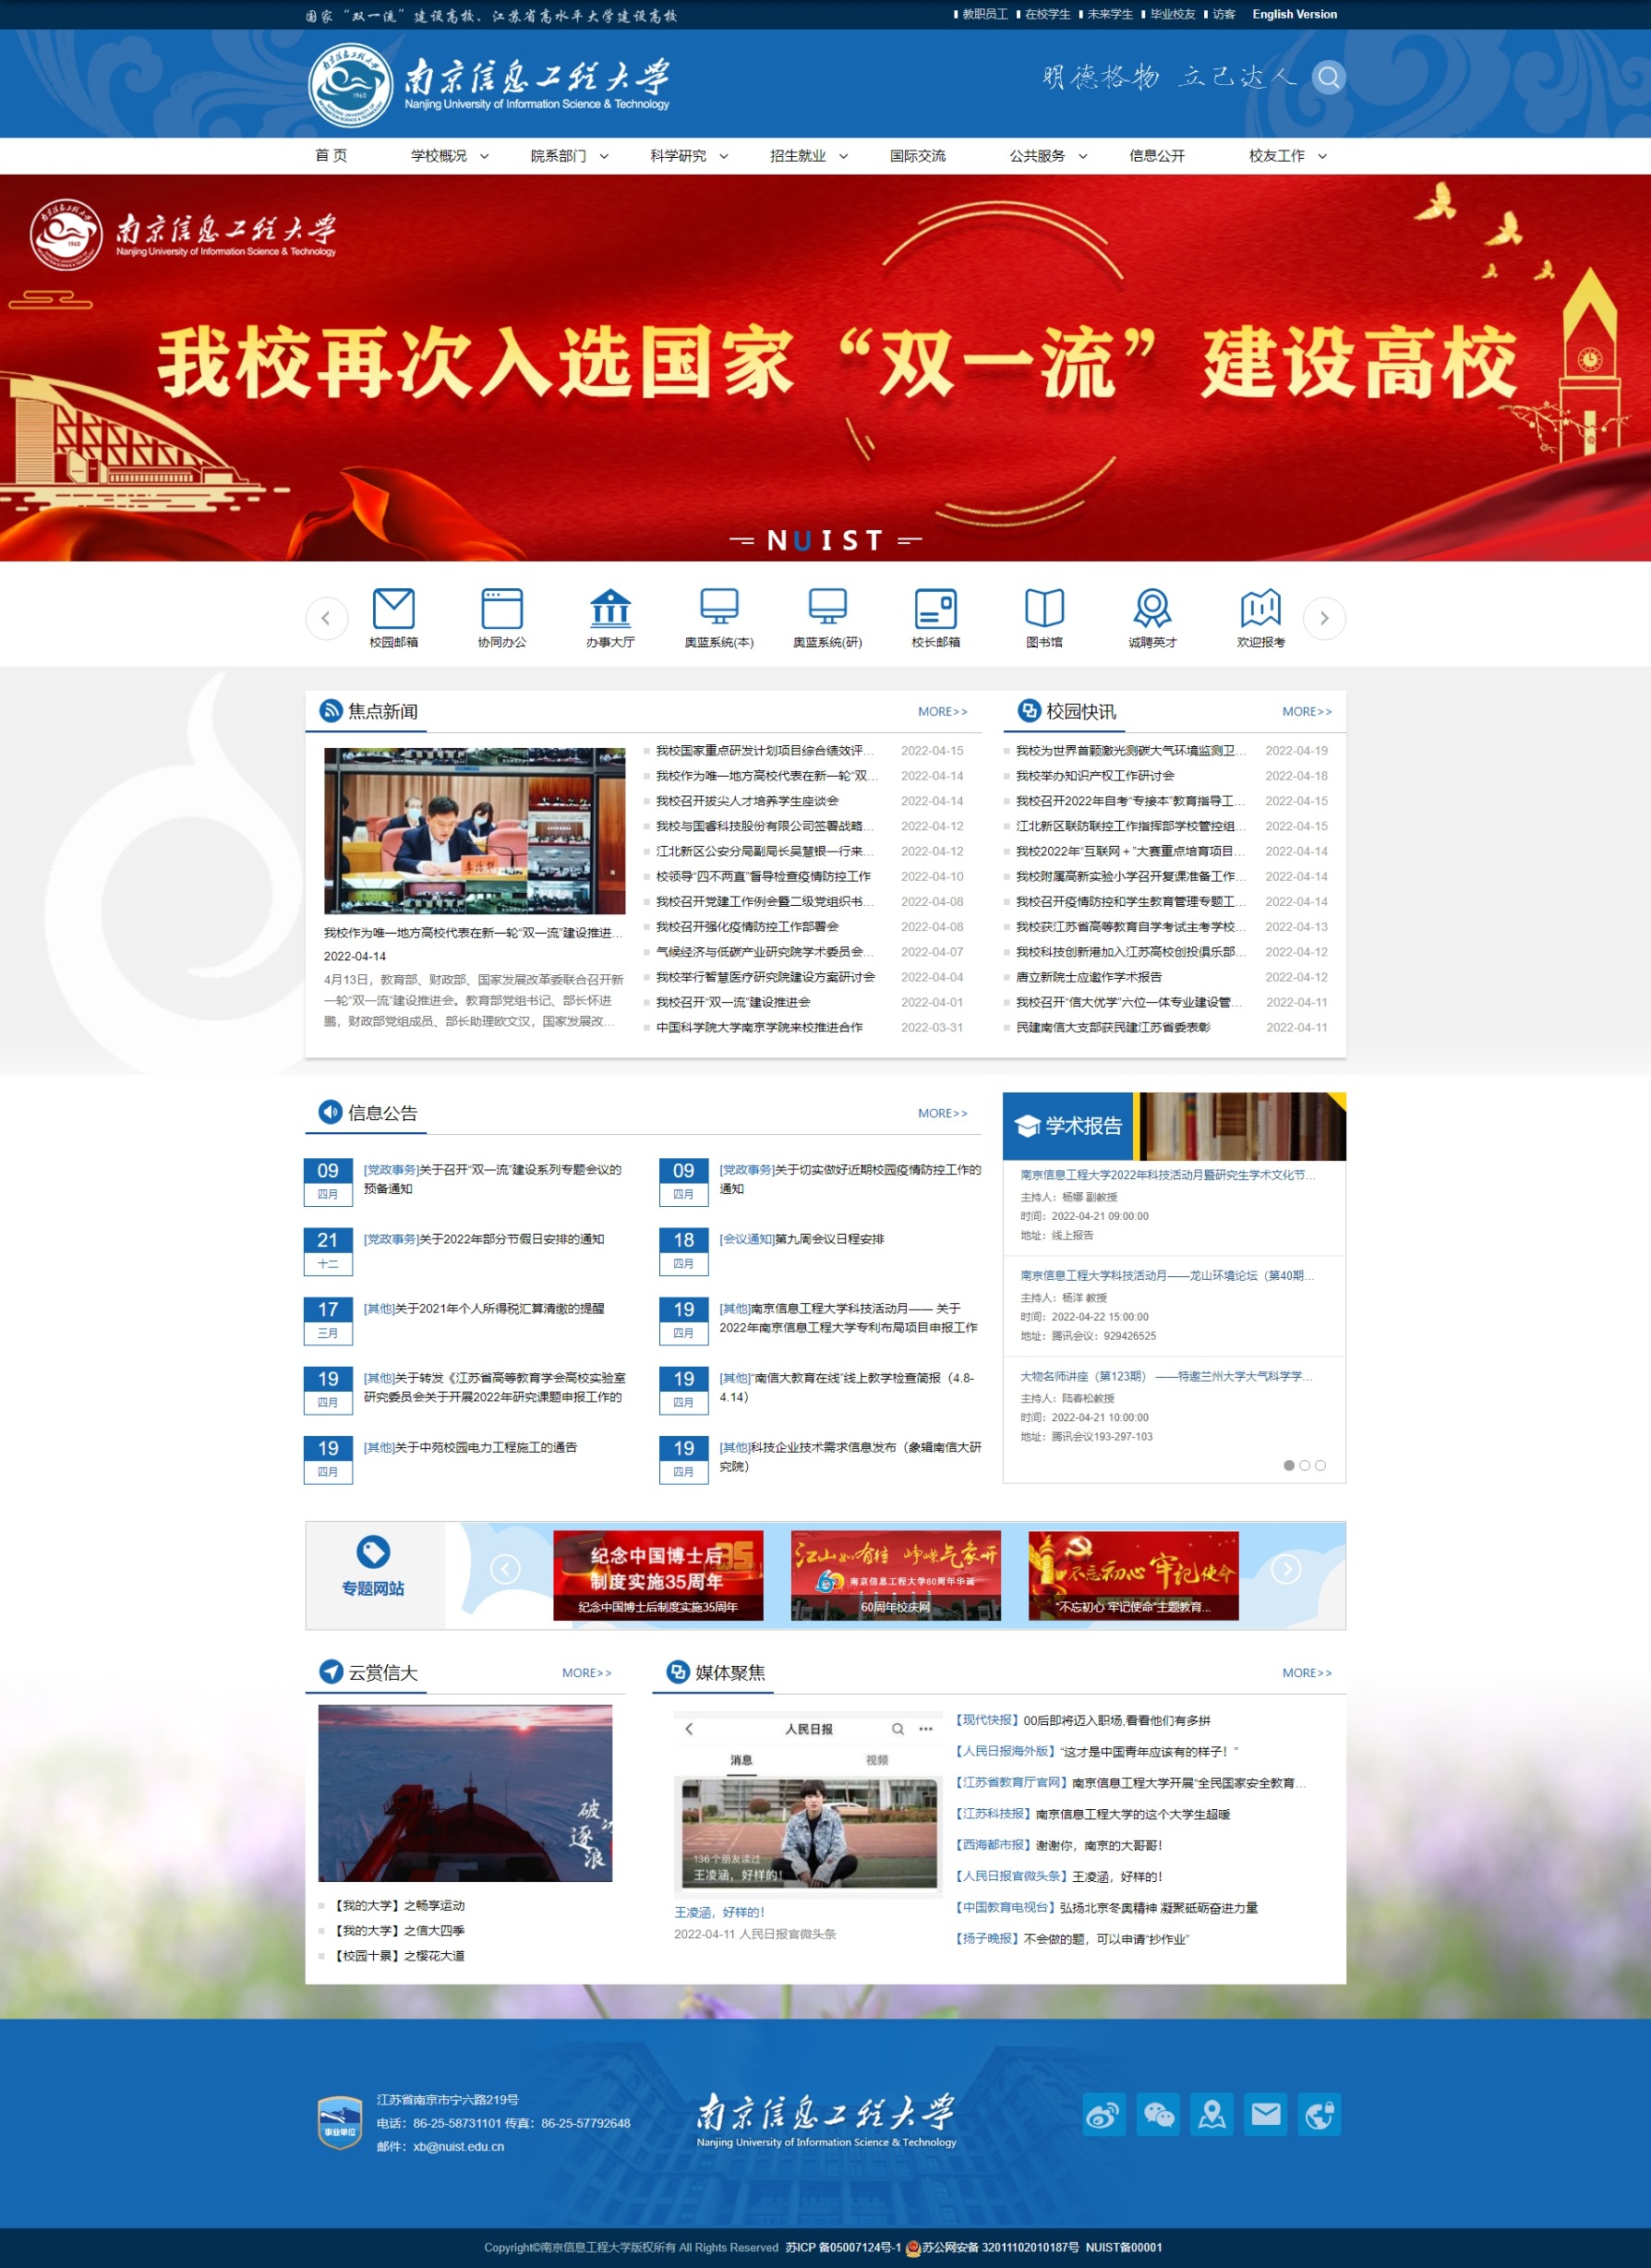 国家“双一流”建设高校、江苏省高水平大学建设高校
教职员工 在校学生 未来学生 毕业校友 访客 English Version
南京信息工程大学
Nanjing University of Information Science & Technology
明德格物 立己达人
首 页 学校概况 院系部门 科学研究 招生就业 国际交流 公共服务 信息公开 校友工作
南京信息工程大学
Nanjing University of Information Science & Technology
我校再次入选国家“双一流”建设高校
NUIST
校园邮箱 协同办公 办事大厅 奥蓝系统(本) 奥蓝系统(研) 校长邮箱 图书馆 诚聘英才 欢迎报考
焦点新闻 MORE>>
我校作为唯一地方高校代表在新一轮“双一流”建设推进...
2022-04-14
4月13日，教育部、财政部、国家发展改革委联合召开新
一轮“双一流”建设推进会。教育部党组书记、部长怀进
鹏，财政部党组成员、部长助理欧文汉，国家发展改...
我校国家重点研发计划项目综合绩效评... 2022-04-15
我校作为唯一地方高校代表在新一轮“双... 2022-04-14
我校召开拔尖人才培养学生座谈会 2022-04-14
我校与国睿科技股份有限公司签署战略... 2022-04-12
江北新区公安分局副局长吴慧银一行来... 2022-04-12
校领导“四不两直”督导检查疫情防控工作 2022-04-10
我校召开党建工作例会暨二级党组织书... 2022-04-08
我校召开强化疫情防控工作部署会 2022-04-08
气候经济与低碳产业研究院学术委员会... 2022-04-07
我校举行智慧医疗研究院建设方案研讨会 2022-04-04
我校召开“双一流”建设推进会 2022-04-01
中国科学院大学南京学院来校推进合作 2022-03-31
校园快讯 MORE>>
我校为世界首颗激光测碳大气环境监测卫... 2022-04-19
我校举办知识产权工作研讨会 2022-04-18
我校召开2022年自考“专接本”教育指导工... 2022-04-15
江北新区联防联控工作指挥部学校管控组... 2022-04-15
我校2022年“互联网＋”大赛重点培育项目... 2022-04-14
我校附属高新实验小学召开复课准备工作... 2022-04-14
我校召开疫情防控和学生教育管理专题工... 2022-04-14
我校获江苏省高等教育自学考试主考学校... 2022-04-13
我校科技创新港加入江苏高校创投俱乐部... 2022-04-12
唐立新院士应邀作学术报告 2022-04-12
我校召开“信大优学”六位一体专业建设管... 2022-04-11
民建南信大支部获民建江苏省委表彰 2022-04-11
信息公告 MORE>>
09
四月
[党政事务]关于召开“双一流”建设系列专题会议的
预备通知
09
四月
[党政事务]关于切实做好近期校园疫情防控工作的
通知
21
十二
[党政事务]关于2022年部分节假日安排的通知
18
四月
[会议通知]第九周会议日程安排
17
三月
[其他]关于2021年个人所得税汇算清缴的提醒
19
四月
[其他]南京信息工程大学科技活动月—— 关于
2022年南京信息工程大学专利布局项目申报工作
19
四月
[其他]关于转发《江苏省高等教育学会高校实验室
研究委员会关于开展2022年研究课题申报工作的
19
四月
[其他]“南信大教育在线”线上教学检查简报（4.8-
4.14）
19
四月
[其他]关于中苑校园电力工程施工的通告
19
四月
[其他]科技企业技术需求信息发布（象辑南信大研
究院）
学术报告
南京信息工程大学2022年科技活动月暨研究生学术文化节...
主持人：杨娜 副教授
时间：2022-04-21 09:00:00
地址：线上报告
南京信息工程大学科技活动月——龙山环境论坛（第40期...
主持人：杨洋 教授
时间：2022-04-22 15:00:00
地址：腾讯会议：929426525
大物名师讲座（第123期） ——特邀兰州大学大气科学学...
主持人：陆春松教授
时间：2022-04-21 10:00:00
地址：腾讯会议193-297-103
专题网站
纪念中国博士后
制度实施35周年
35
纪念中国博士后制度实施35周年
江山如有待 峥嵘气象开
60
南京信息工程大学60周年华诞
60周年校庆网
不忘初心 牢记使命
“不忘初心 牢记使命”主题教育...
云赏信大 MORE>>
破冰
逐浪
【我的大学】之畅享运动
【我的大学】之信大四季
【校园十景】之樱花大道
媒体聚焦 MORE>>
人民日报
消息 视频
136个朋友读过
王凌涵，好样的！
王凌涵，好样的！
2022-04-11 人民日报官微头条
【现代快报】00后即将迈入职场,看看他们有多拼
【人民日报海外版】“这才是中国青年应该有的样子！”
【江苏省教育厅官网】南京信息工程大学开展“全民国家安全教育...
【江苏科技报】南京信息工程大学的这个大学生超暖
【西海都市报】谢谢你，南京的大哥哥！
【人民日报官微头条】王凌涵，好样的！
【中国教育电视台】弘扬北京冬奥精神 凝聚砥砺奋进力量
【扬子晚报】不会做的题，可以申请“抄作业”
事业单位
江苏省南京市宁六路219号
电话：86-25-58731101 传真：86-25-57792648
邮件：xb@nuist.edu.cn
南京信息工程大学
Nanjing University of Information Science & Technology
Copyright©南京信息工程大学版权所有 All Rights Reserved 苏ICP 备05007124号-1 苏公网安备 32011102010187号 NUIST备00001